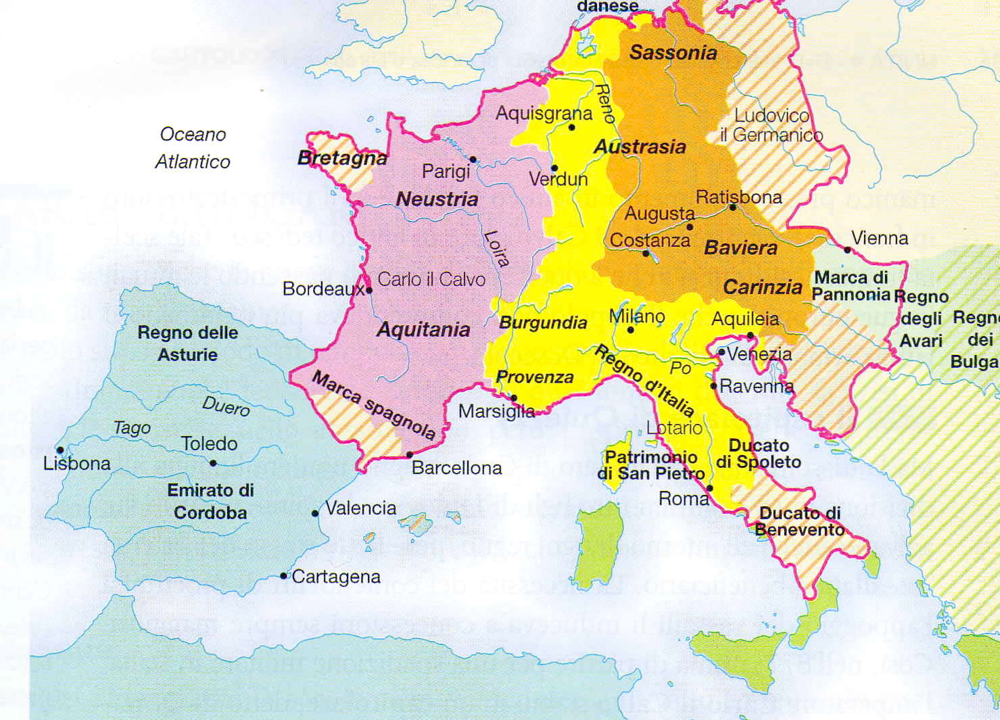 danese
Sassonia
Reno
Aquisgrana
Ludovico
il Germanico
Oceano
Atlantico
Austrasia
Bretagna
Parigi
Verdun
Neustria
Ratisbona
Augusta
Costanza
Baviera
Vienna
Loira
Carlo il Calvo
Bordeaux
Carinzia
Marca di
Pannonia
Regno
degli
Avari
Regno
dei
Bulga
Regno delle
Asturie
Aquitania
Burgundia
Milano
Aquileia
Venezia
Po
Provenza
Regno d'Italia
Ravenna
Marca spagnola
Marsiglia
Duero
Tago
Toledo
Lisbona
Barcellona
Lotario
Ducato
di Spoleto
Patrimonio
di San Pietro
Roma
Emirato di
Cordoba
Valencia
Ducato di
Benevento
Cartagena